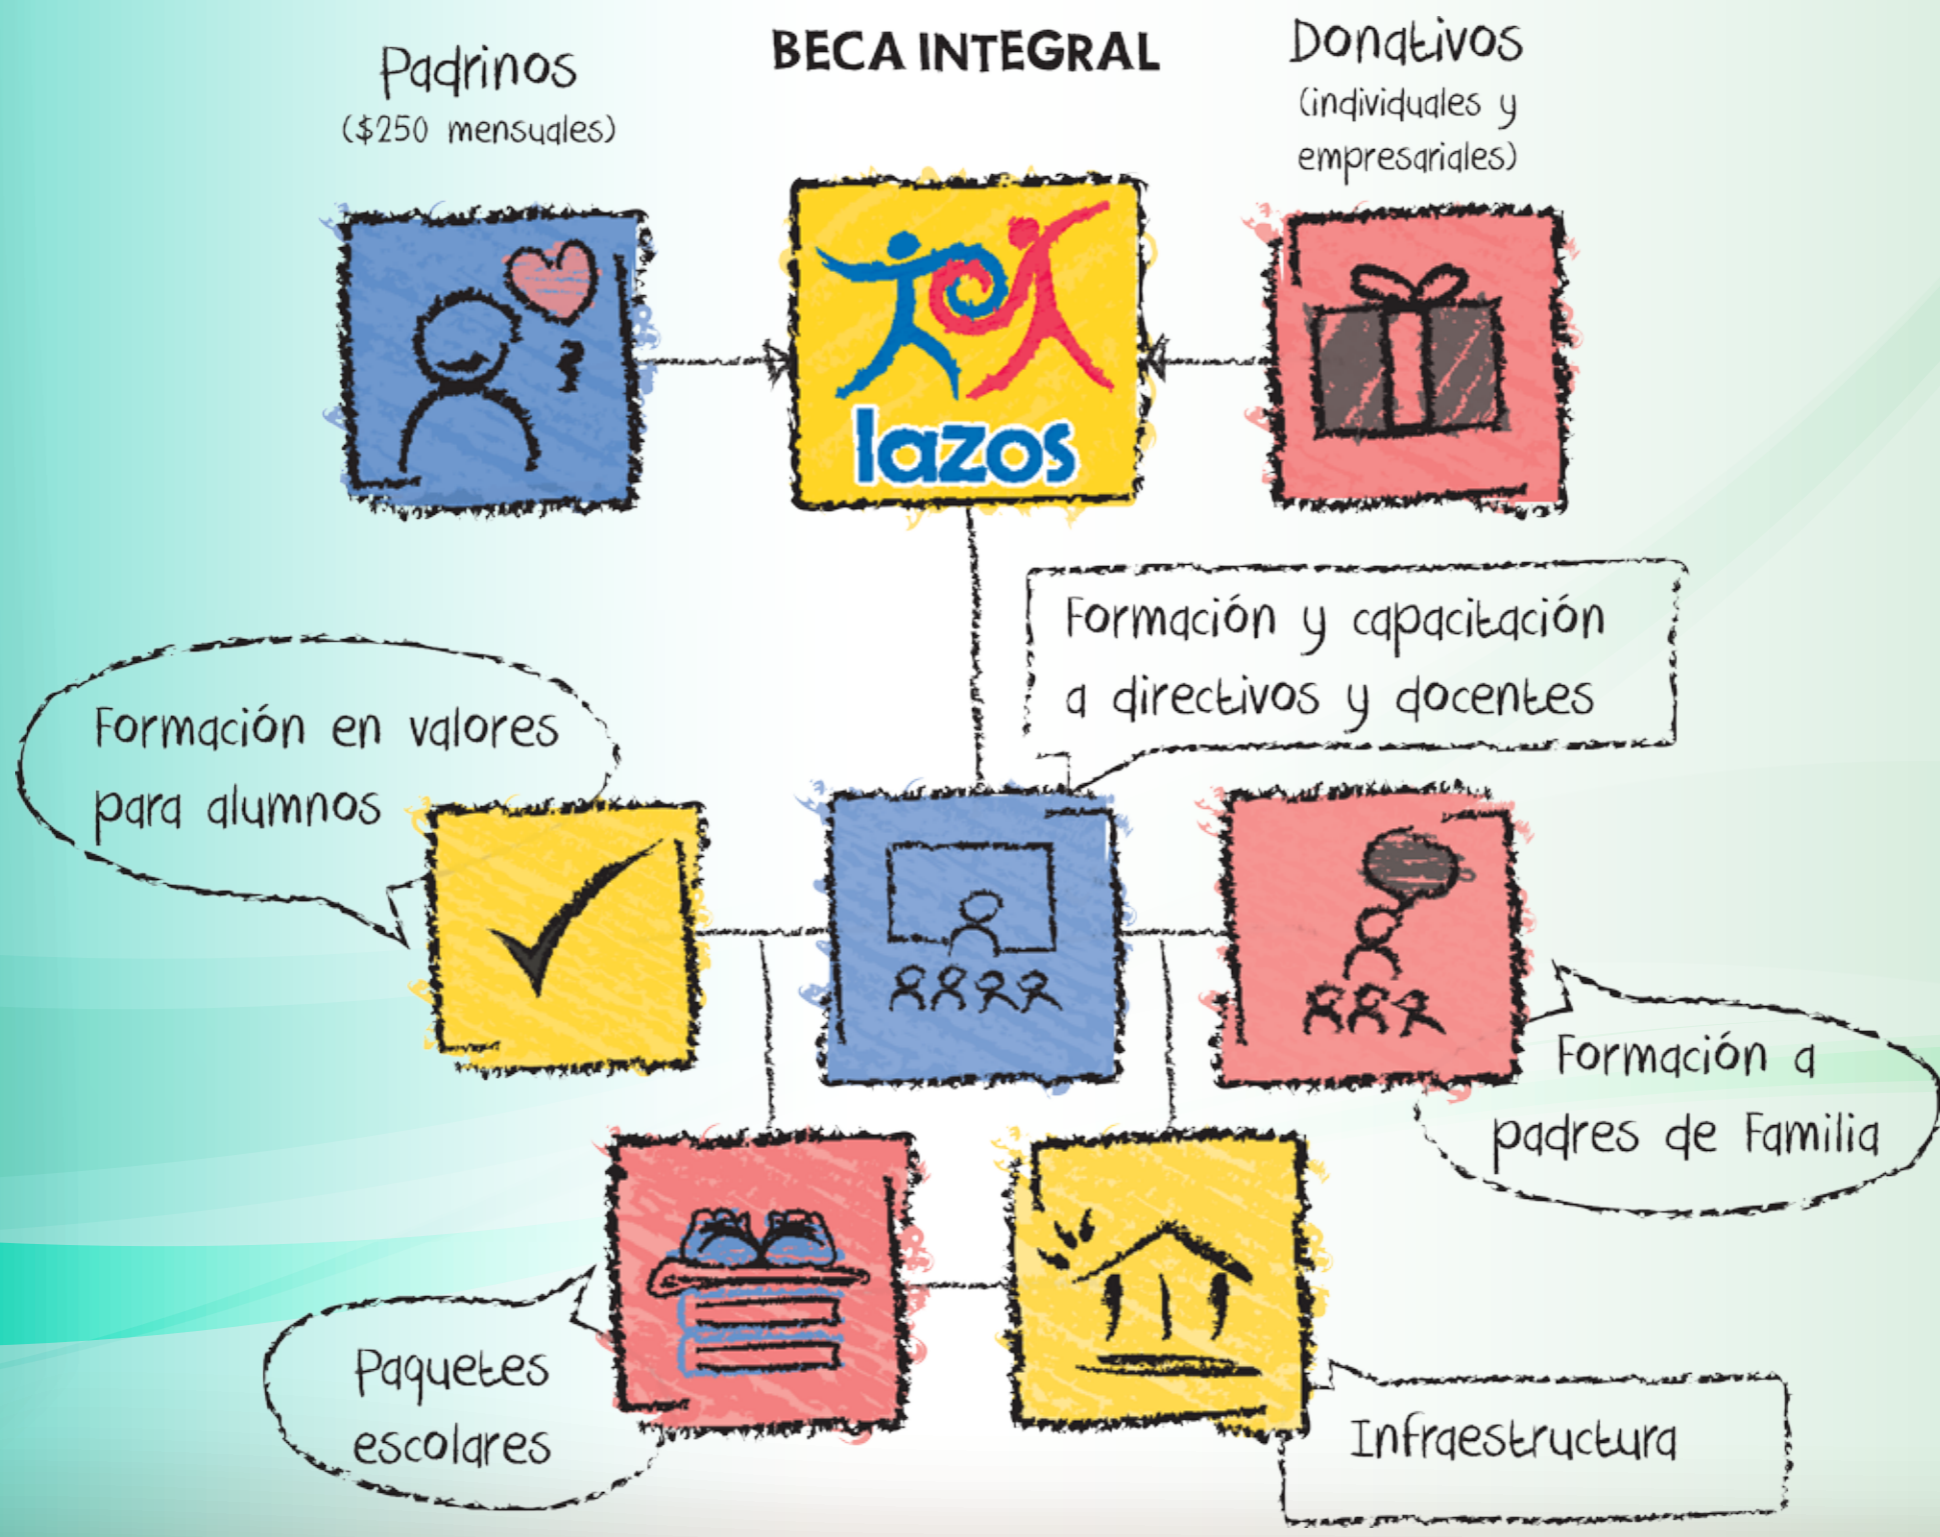 Padrinos
($250 mensuales)
BECA INTEGRAL
Donativos
(individuales y
empresariales)
lazos
Formación y capacitación
a directivos y docentes
Formación en valores
para alumnos
Formación a
padres de Familia
Paquetes
escolares
Infraestructura